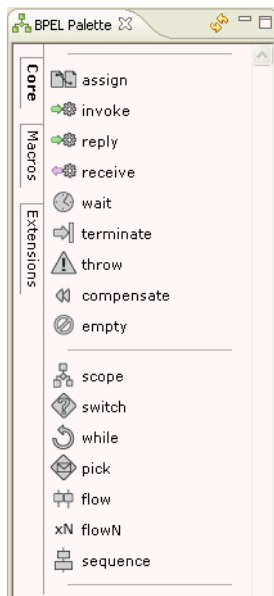 BPEL Palette
Core
Macros
Extensions
assign
invoke
reply
receive
wait
terminate
throw
compensate
empty
scope
switch
while
pick
flow
xN flowN
sequence